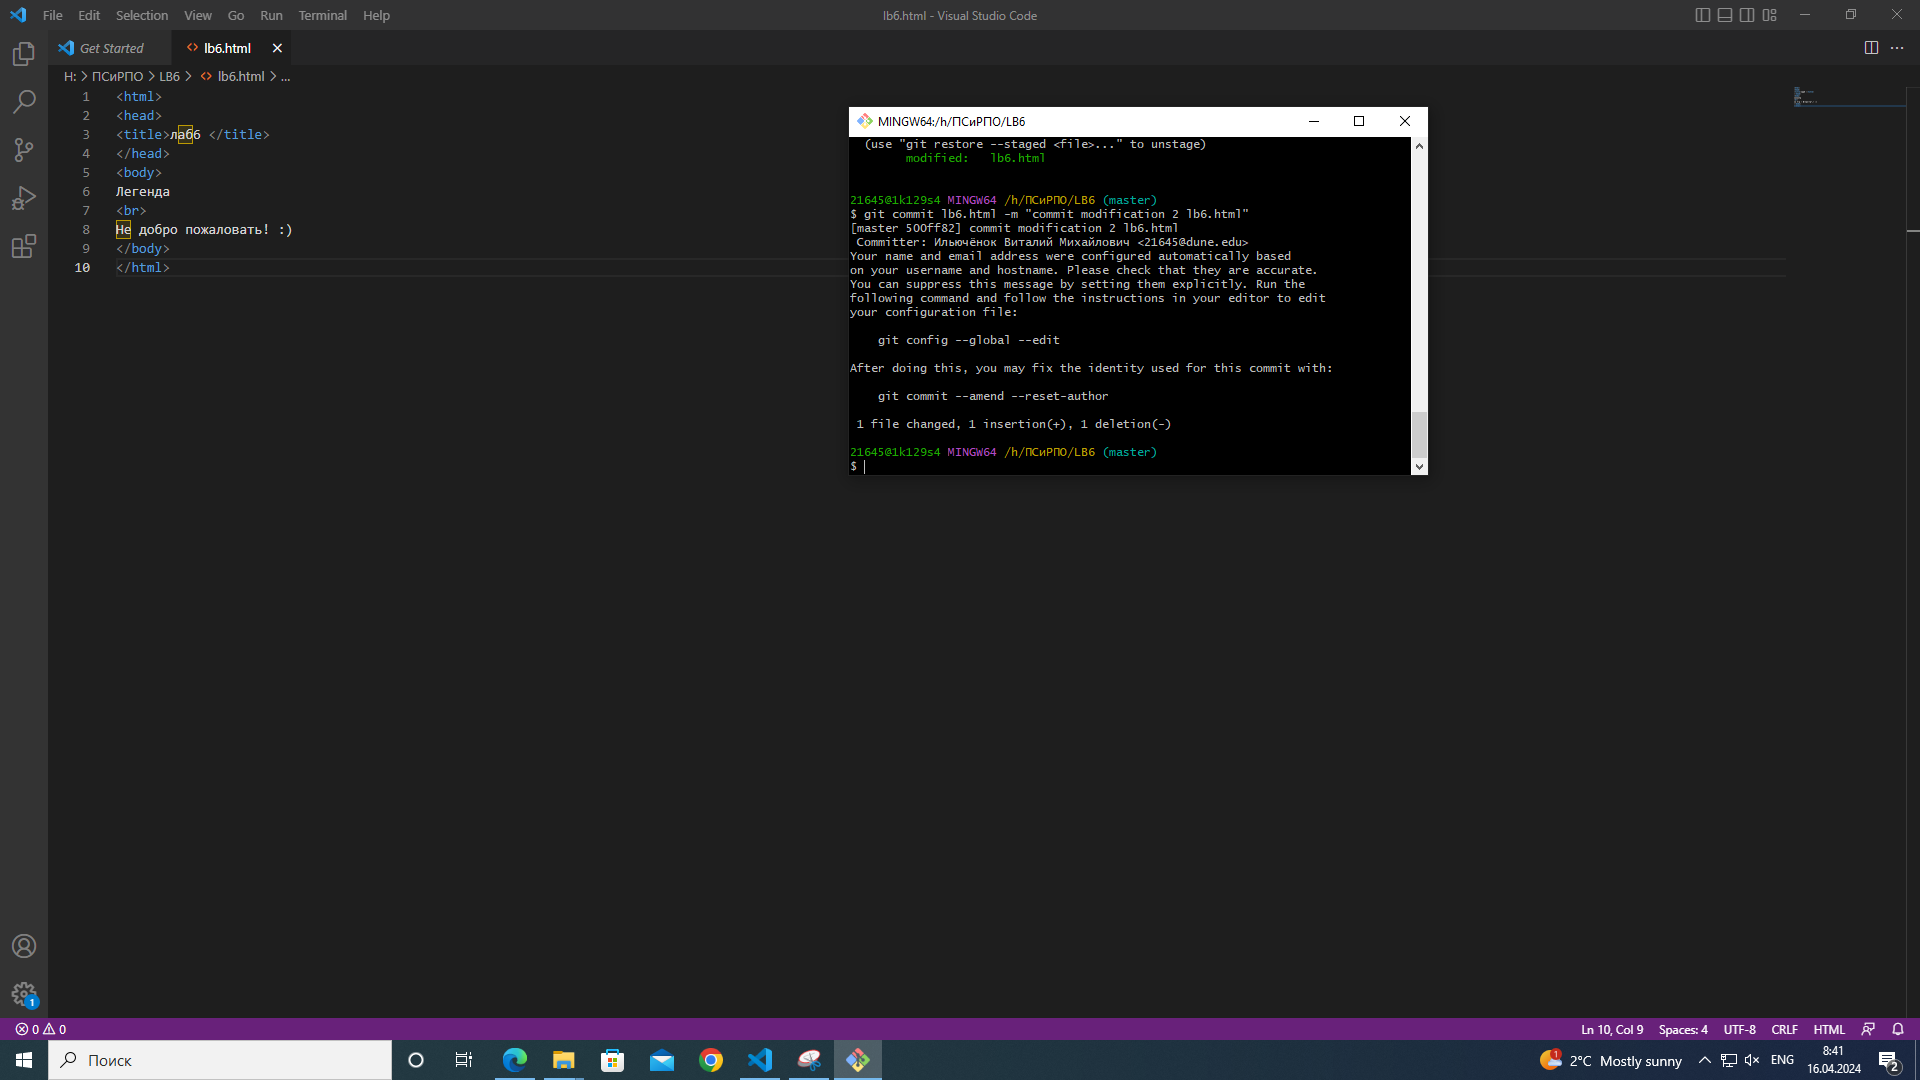 File Edit Selection View Go Run Terminal Help
lb6.html - Visual Studio Code
Get Started
lb6.html
H: > ПСиРПО > LB6 > lb6.html > ...
1 <html>
2 <head>
3 <title>лаб6 </title>
4 </head>
5 <body>
6 Легенда
7 <br>
8 Не добро пожаловать! :)
9 </body>
10 </html>
MINGW64:/h/ПСиРПО/LB6
(use "git restore --staged <file>..." to unstage)
modified: lb6.html
21645@1k129s4 MINGW64 /h/ПСиРПО/LB6 (master)
$ git commit lb6.html -m "commit modification 2 lb6.html"
[master 500ff82] commit modification 2 lb6.html
Committer: Ильючёнок Виталий Михайлович <21645@dune.edu>
Your name and email address were configured automatically based
on your username and hostname. Please check that they are accurate.
You can suppress this message by setting them explicitly. Run the
following command and follow the instructions in your editor to edit
your configuration file:
git config --global --edit
After doing this, you may fix the identity used for this commit with:
git commit --amend --reset-author
1 file changed, 1 insertion(+), 1 deletion(-)
21645@1k129s4 MINGW64 /h/ПСиРПО/LB6 (master)
$
1
0 0
Ln 10, Col 9 Spaces: 4 UTF-8 CRLF HTML
Поиск
1
2°C Mostly sunny
ENG
8:41
16.04.2024
2